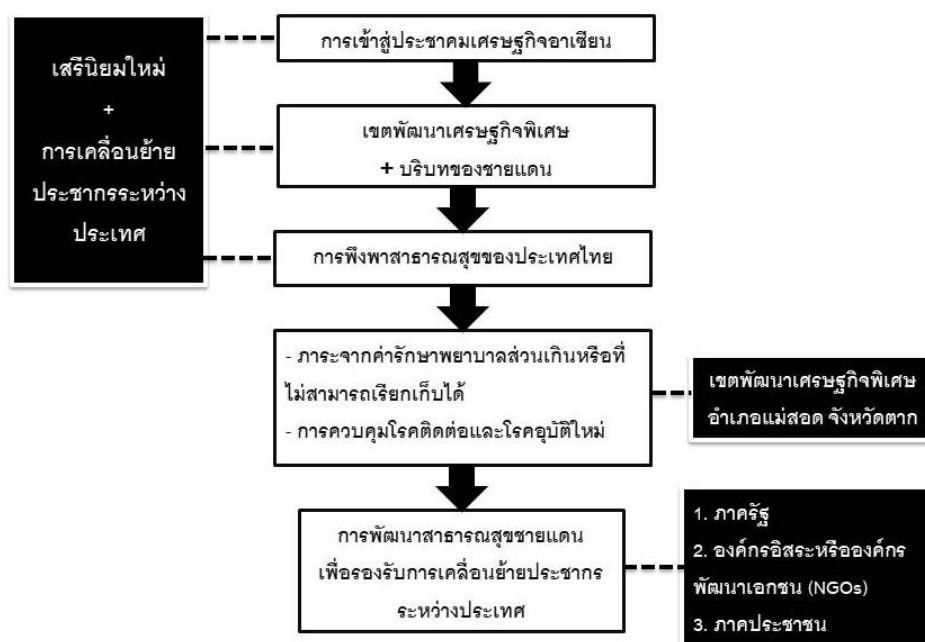 การเข้าสู่ประชาคมเศรษฐกิจอาเซียน
เสรีนิยมใหม่
+
การเคลื่อนย้าย
ประชากรระหว่าง
ประเทศ
เขตพัฒนาเศรษฐกิจพิเศษ
+ บริบทของชายแดน
การพึงพาสาธารณสุขของประเทศไทย
- ภาระจากค่ารักษาพยาบาลส่วนเกินหรือที่
ไม่สามารถเรียกเก็บได้
- การควบคุมโรคติดต่อและโรคอุบัติใหม่
เขตพัฒนาเศรษฐกิจพิเศษ
อำเภอแม่สอด จังหวัดตาก
การพัฒนาสาธารณสุขชายแดน
เพื่อรองรับการเคลื่อนย้ายประชากร
ระหว่างประเทศ
1. ภาครัฐ
2. องค์กรอิสระหรือองค์กร
พัฒนาเอกชน (NGOs)
3. ภาคประชาชน